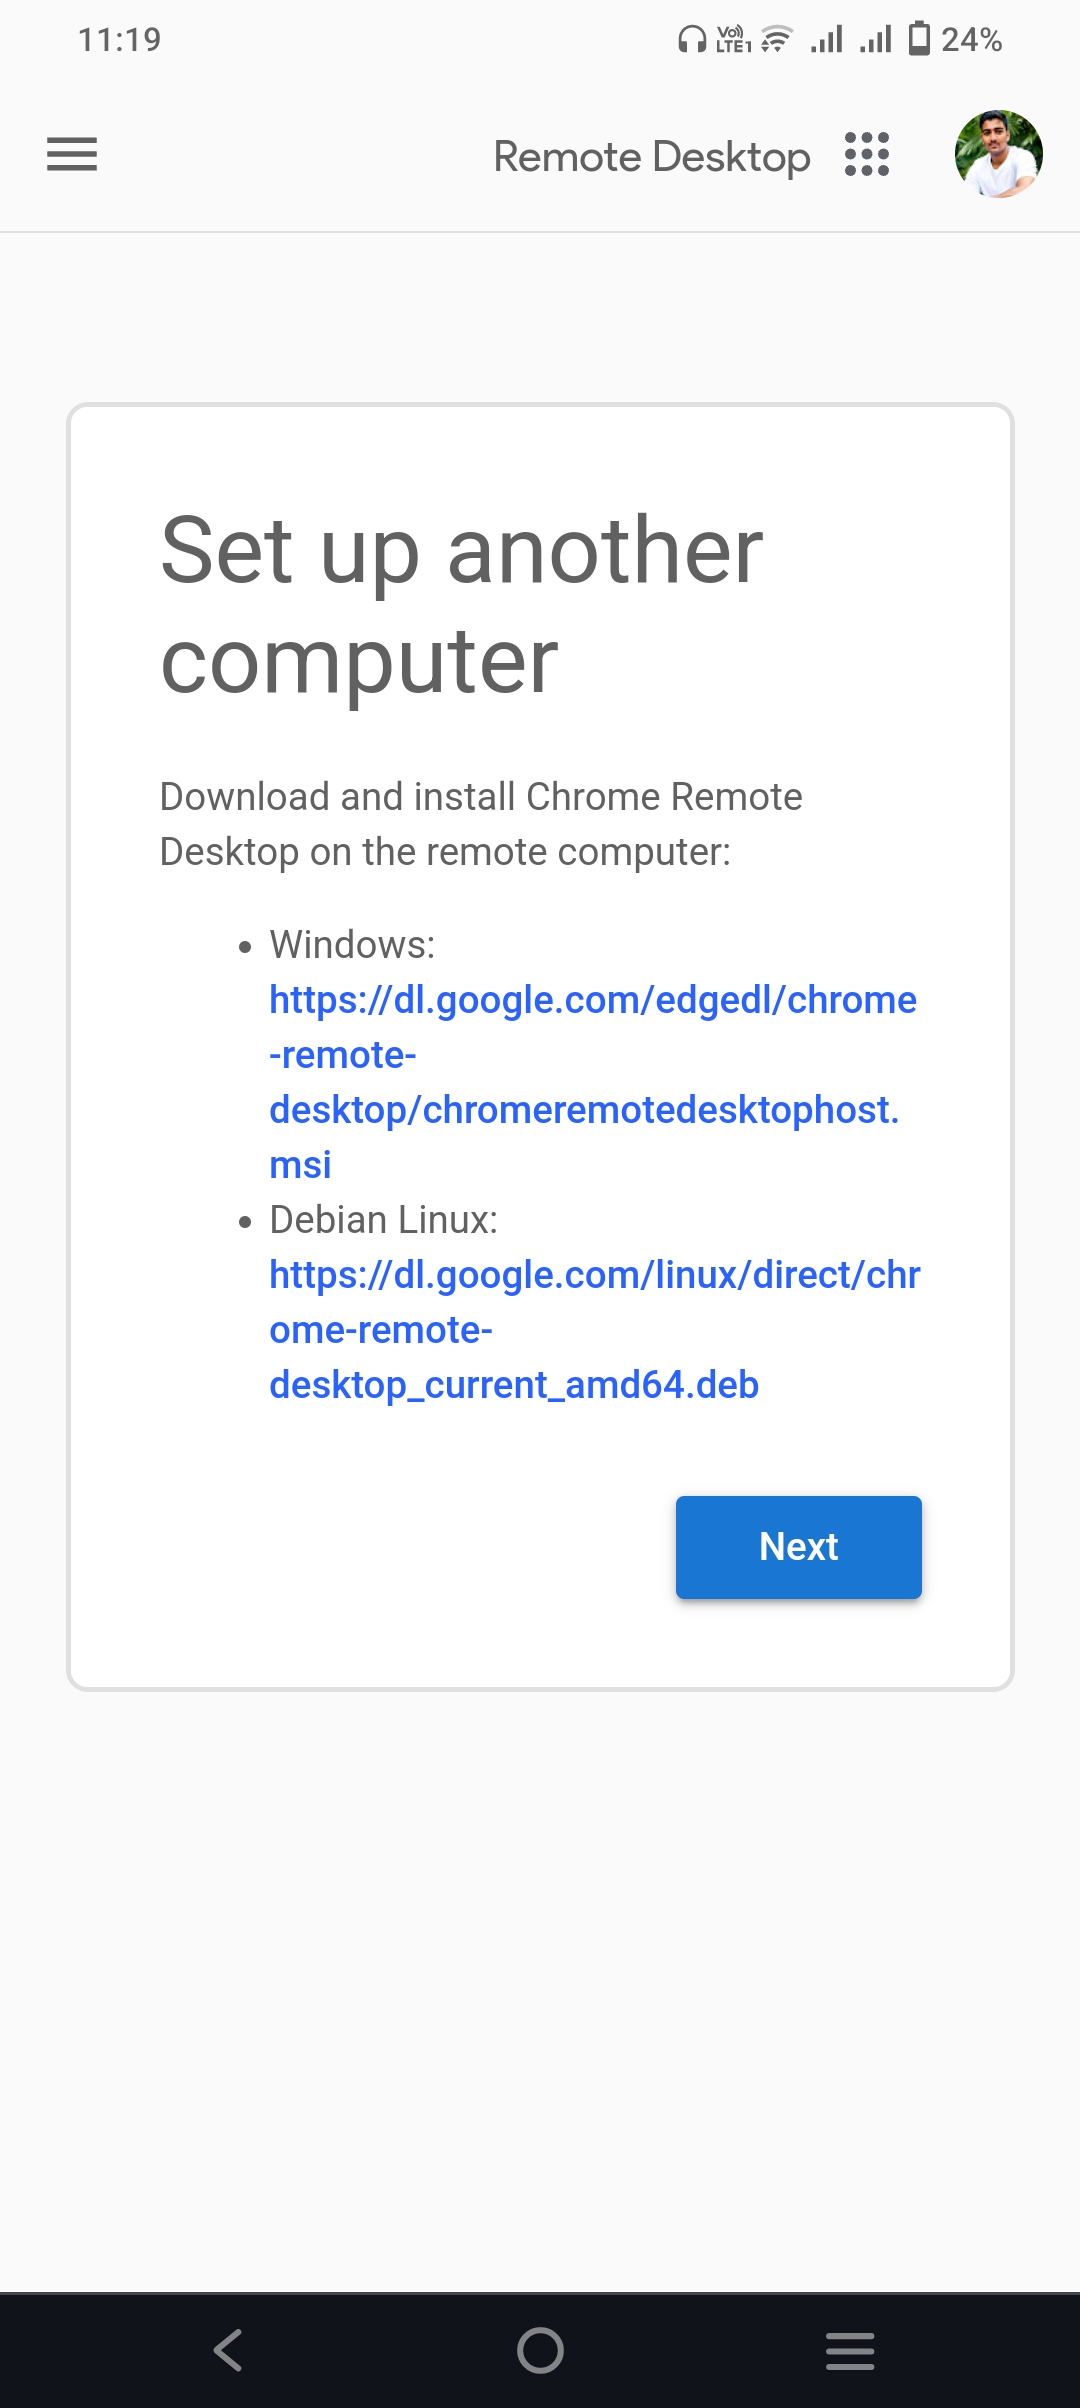 11:19
Vo)) LTE1
24%
Remote Desktop
Set up another
computer
Download and install Chrome Remote
Desktop on the remote computer:
Windows:
https://dl.google.com/edgedl/chrome
-remote-
desktop/chromeremotedesktophost.
msi
Debian Linux:
https://dl.google.com/linux/direct/chr
ome-remote-
desktop_current_amd64.deb
Next